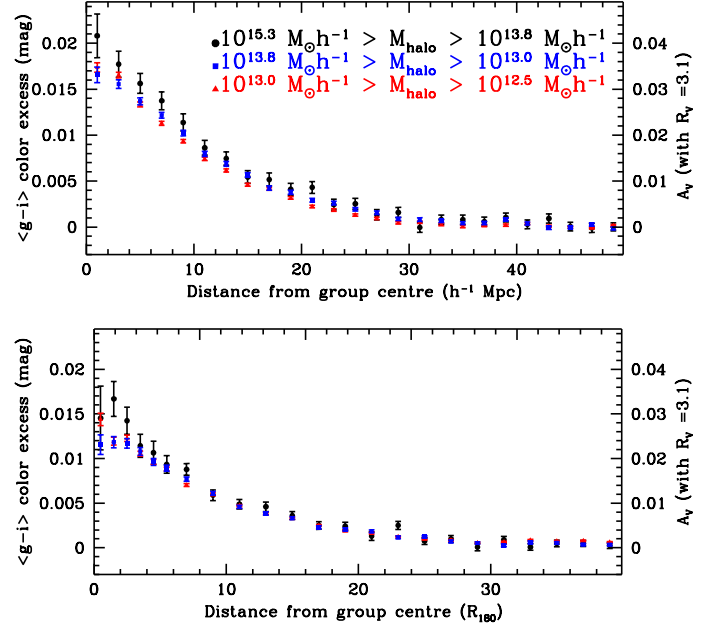 10^15.3 M⊙h^−1 > M_halo > 10^13.8 M⊙h^−1
10^13.8 M⊙h^−1 > M_halo > 10^13.0 M⊙h^−1
10^13.0 M⊙h^−1 > M_halo > 10^12.5 M⊙h^−1
<g−i> color excess (mag)
0.02
0.015
0.01
0.005
0
0.04
0.03
0.02
0.01
0
A_V (with R_V =3.1)
0 10 20 30 40
Distance from group centre (h^−1 Mpc)
<g−i> color excess (mag)
0.02
0.015
0.01
0.005
0
0.04
0.03
0.02
0.01
0
A_V (with R_V =3.1)
0 10 20 30
Distance from group centre (R_180)